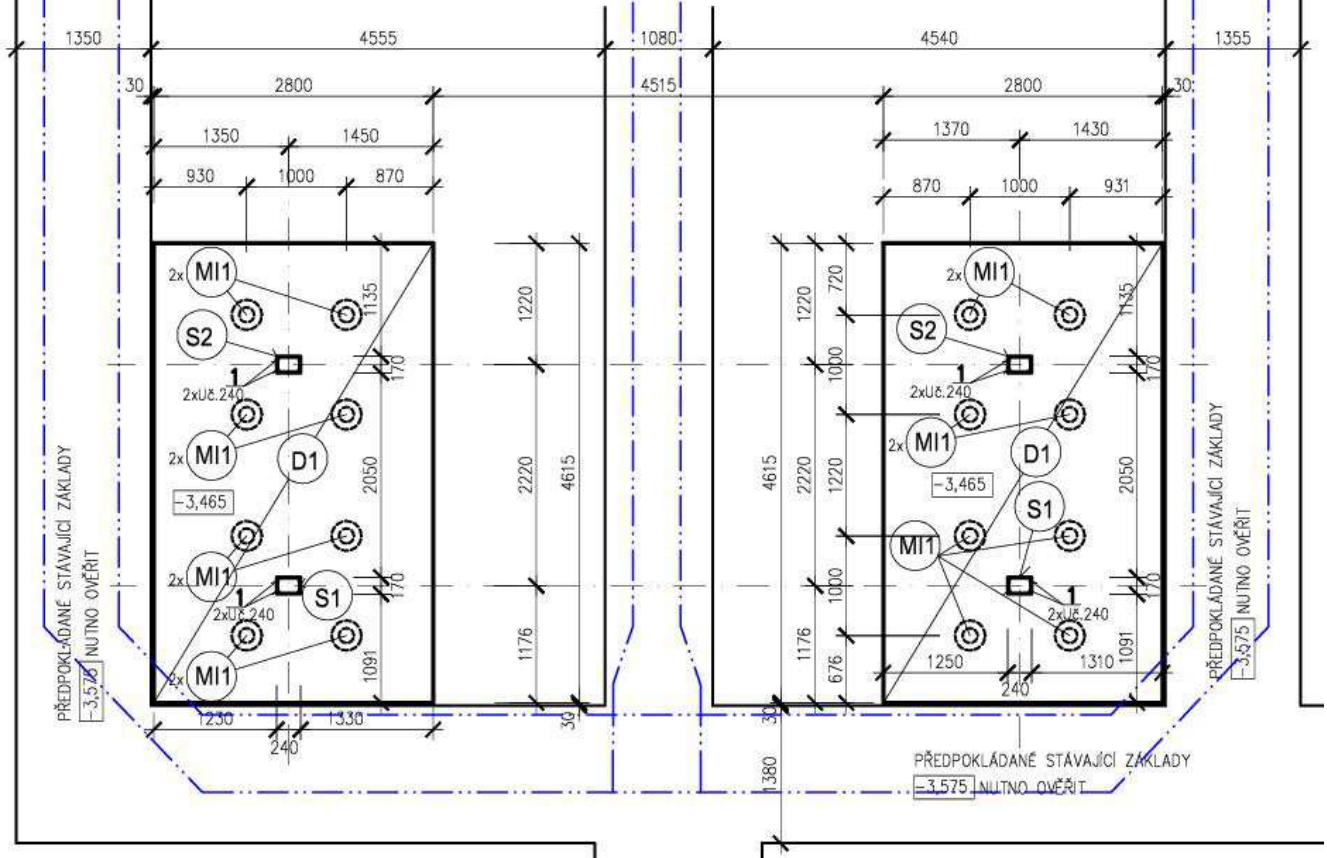 1350 4555 1080 4540 1355
30 2800 4515 2800 30
1350 1450 1370 1430
930 1000 870 870 1000 931
2x MI1 2x MI1
1135 1220 1220 720 1135
S2 S2
1 1
2xUč.240 2xUč.240
170 1000 170
2x MI1 2x MI1
D1 D1
-3,465 -3,465
2050 2220 4615 4615 2220 1220 2050
S1
2x MI1 MI1
1 1
2xUč.240 2xUč.240
S1
170 1000 170
2x MI1
1091 1176 1176 676 1091
1250 1310
240
1230 1330
240
30 30
1380
PŘEDPOKLÁDANÉ STÁVAJÍCÍ ZÁKLADY
-3,575 NUTNO OVĚŘIT
PŘEDPOKLÁDANÉ STÁVAJÍCÍ ZÁKLADY
-3,575 NUTNO OVĚŘIT
PŘEDPOKLÁDANÉ STÁVAJÍCÍ ZÁKLADY
-3,575 NUTNO OVĚŘIT